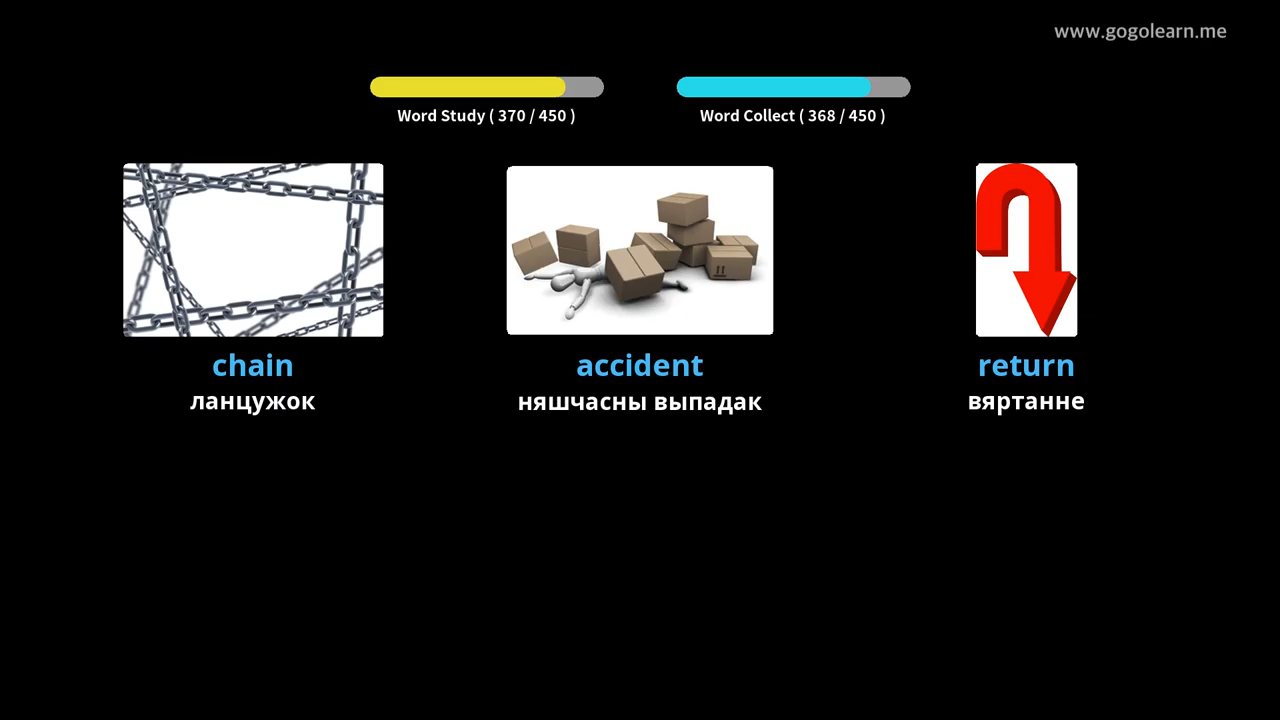 www.gogolearn.me
Word Study ( 370 / 450 )
Word Collect ( 368 / 450 )
chain
ланцужок
accident
няшчасны выпадак
return
вяртанне